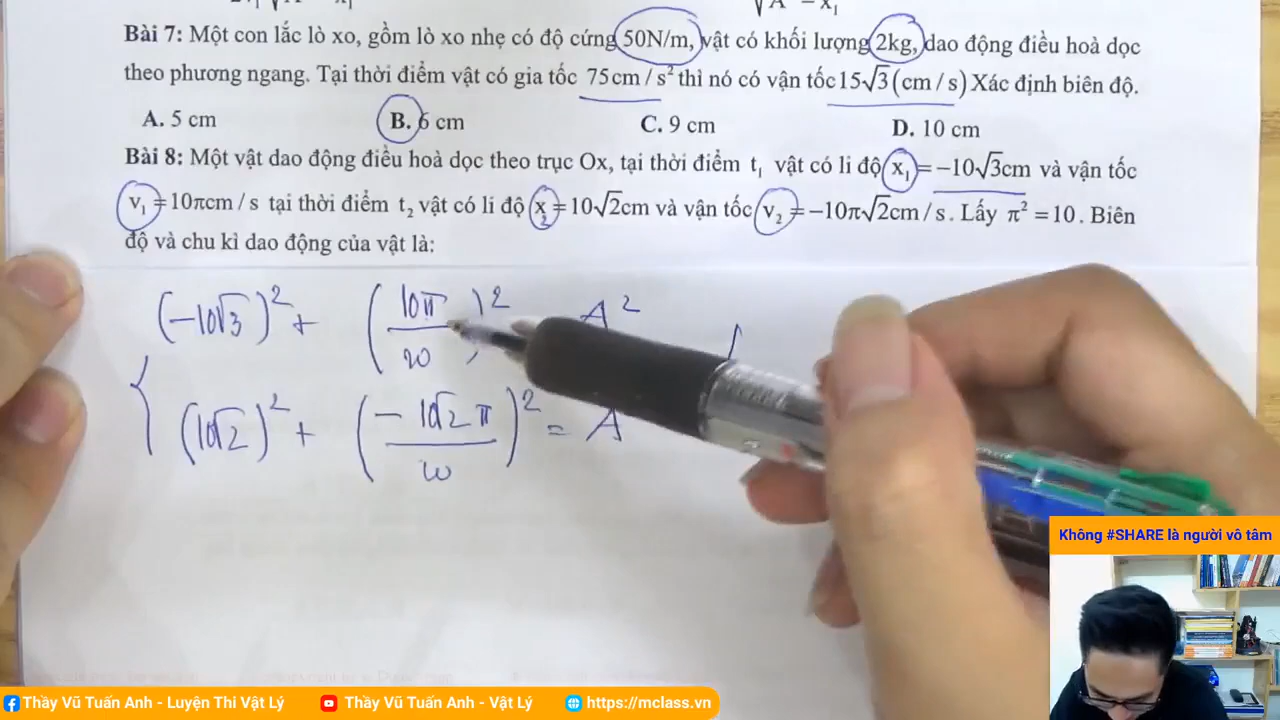 Bài 7: Một con lắc lò xo, gồm lò xo nhẹ có độ cứng 50N/m, vật có khối lượng 2kg, dao động điều hoà dọc
theo phương ngang. Tại thời điểm vật có gia tốc 75cm/s² thì nó có vận tốc 15√3(cm/s) Xác định biên độ.
A. 5 cm B. 6 cm C. 9 cm D. 10 cm
Bài 8: Một vật dao động điều hoà dọc theo trục Ox, tại thời điểm t₁ vật có li độ x₁ = −10√3cm và vận tốc
v₁ = 10πcm/s tại thời điểm t₂ vật có li độ x₂ = 10√2cm và vận tốc v₂ = −10π√2cm/s. Lấy π² = 10. Biên
độ và chu kì dao động của vật là:
(-10√3)² + (10π/ω)² A²
(10√2)² + (-10√2π/ω)² = A
Không #SHARE là người vô tâm
Thầy Vũ Tuấn Anh - Luyện Thi Vật Lý Thầy Vũ Tuấn Anh - Vật Lý https://mclass.vn